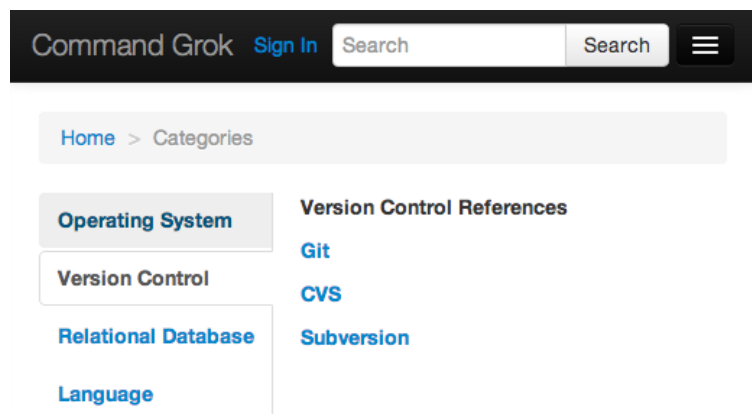 Command Grok Sign In Search Search
Home > Categories
Operating System
Version Control
Relational Database
Language
Version Control References
Git
CVS
Subversion